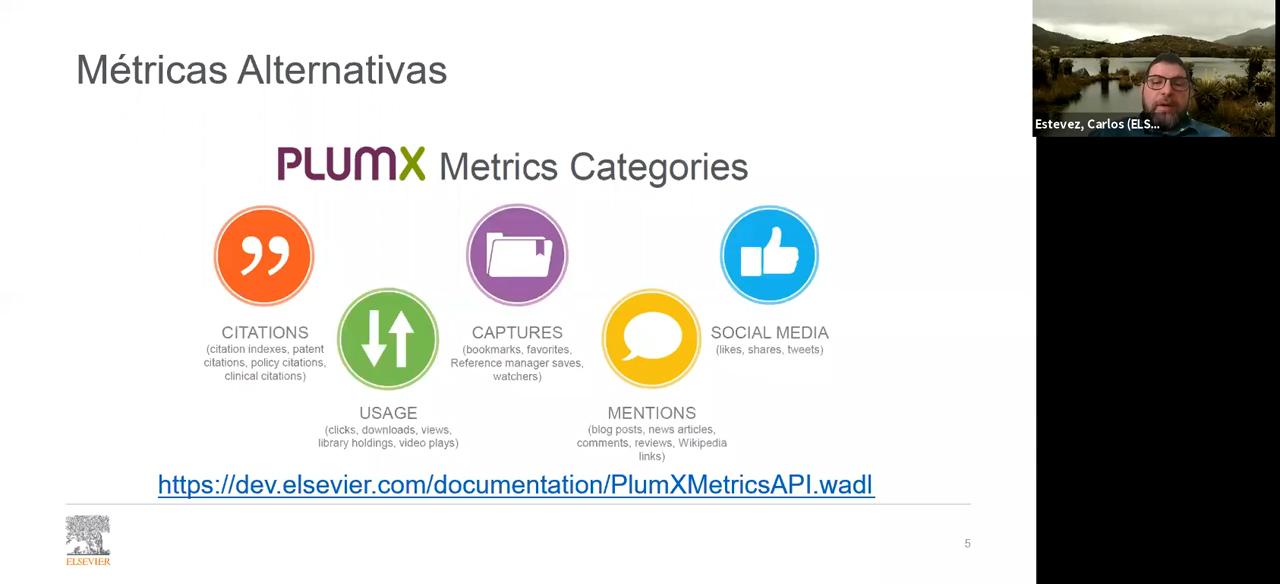 Métricas Alternativas
PLUMX Metrics Categories
CITATIONS
(citation indexes, patent
citations, policy citations,
clinical citations)
USAGE
(clicks, downloads, views,
library holdings, video plays)
CAPTURES
(bookmarks, favorites,
Reference manager saves,
watchers)
MENTIONS
(blog posts, news articles,
comments, reviews, Wikipedia
links)
SOCIAL MEDIA
(likes, shares, tweets)
https://dev.elsevier.com/documentation/PlumXMetricsAPI.wadl
ELSEVIER
5
Estevez, Carlos (ELS...